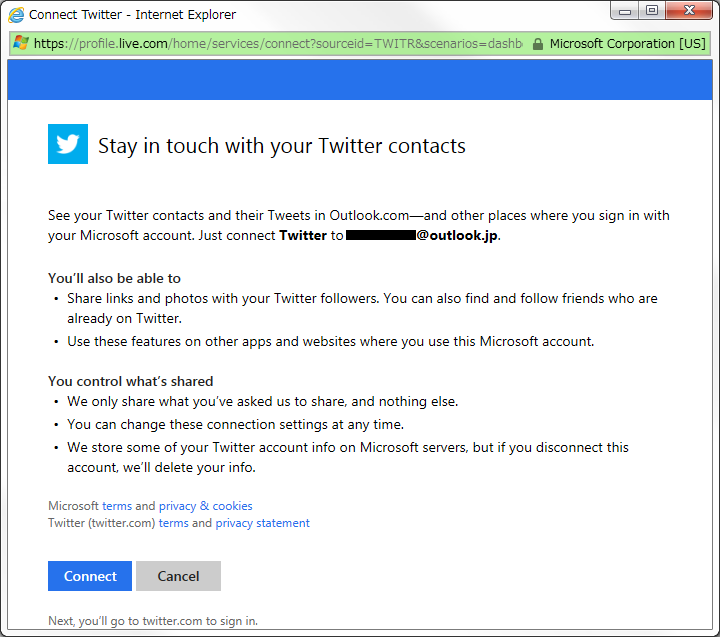 Connect Twitter - Internet Explorer
https://profile.live.com/home/services/connect?sourceid=TWITR&scenarios=dashb Microsoft Corporation [US]
Stay in touch with your Twitter contacts
See your Twitter contacts and their Tweets in Outlook.com—and other places where you sign in with
your Microsoft account. Just connect Twitter to @outlook.jp.
You'll also be able to
• Share links and photos with your Twitter followers. You can also find and follow friends who are
already on Twitter.
• Use these features on other apps and websites where you use this Microsoft account.
You control what's shared
• We only share what you've asked us to share, and nothing else.
• You can change these connection settings at any time.
• We store some of your Twitter account info on Microsoft servers, but if you disconnect this
account, we'll delete your info.
Microsoft terms and privacy & cookies
Twitter (twitter.com) terms and privacy statement
Connect Cancel
Next, you'll go to twitter.com to sign in.